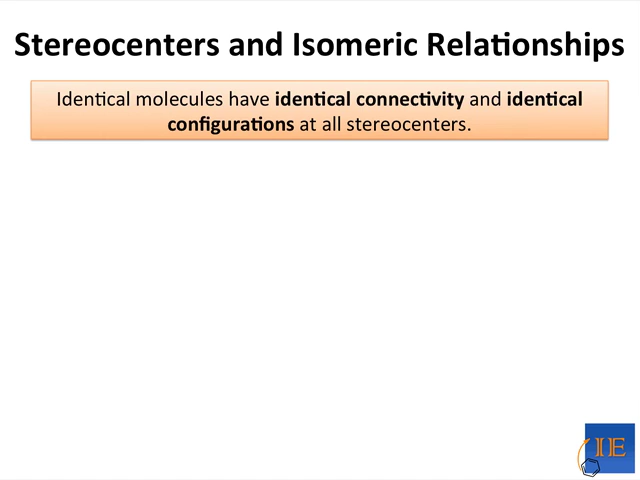 Stereocenters and Isomeric Relationships
Identical molecules have identical connectivity and identical
configurations at all stereocenters.
IE